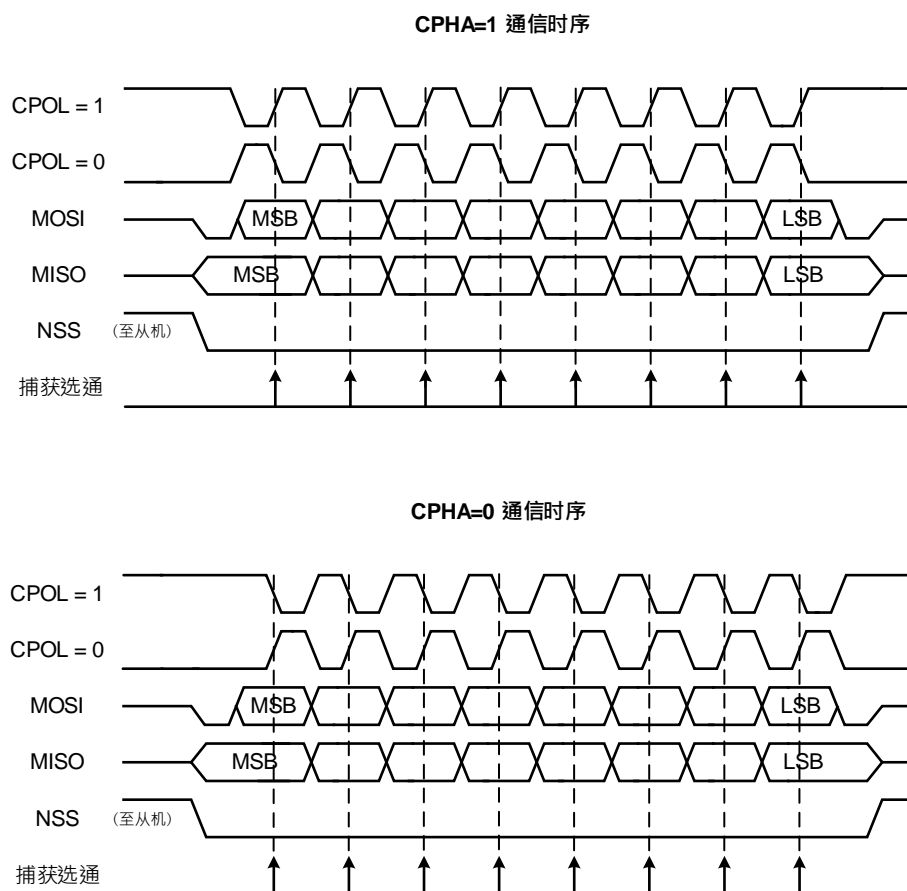 CPHA=1 通信时序
CPOL = 1
CPOL = 0
MOSI MSB LSB
MISO MSB LSB
NSS （至从机）
捕获选通
CPHA=0 通信时序
CPOL = 1
CPOL = 0
MOSI MSB LSB
MISO MSB LSB
NSS （至从机）
捕获选通